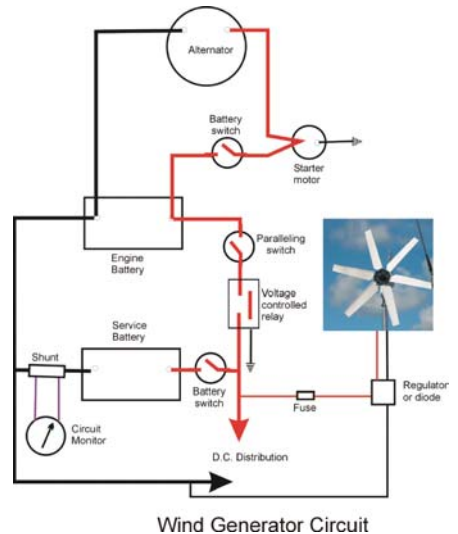 Alternator
Battery
switch
Starter
motor
Engine
Battery
Paralleling
switch
Voltage
controlled
relay
Service
Battery
Shunt
Battery
switch
Circuit
Monitor
Fuse
Regulator
or diode
D.C. Distribution
Wind Generator Circuit